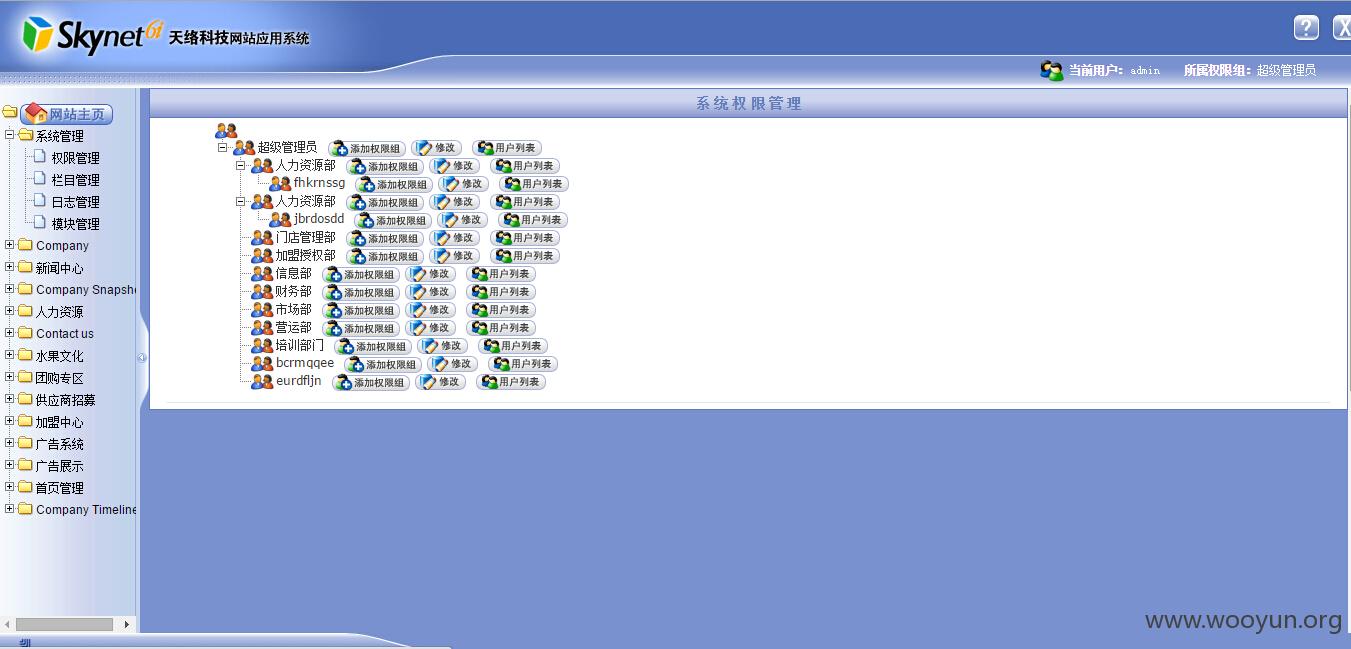 Skynet6i 天络科技网站应用系统
? X
当前用户：admin 所属权限组：超级管理员
网站主页
系统管理
权限管理
栏目管理
日志管理
模块管理
Company
新闻中心
Company Snapsh
人力资源
Contact us
水果文化
团购专区
供应商招募
加盟中心
广告系统
广告展示
首页管理
Company Timeline
系统权限管理
超级管理员 添加权限组 修改 用户列表
人力资源部 添加权限组 修改 用户列表
fhkrnssg 添加权限组 修改 用户列表
人力资源部 添加权限组 修改 用户列表
jbrdosdd 添加权限组 修改 用户列表
门店管理部 添加权限组 修改 用户列表
加盟授权部 添加权限组 修改 用户列表
信息部 添加权限组 修改 用户列表
财务部 添加权限组 修改 用户列表
市场部 添加权限组 修改 用户列表
营运部 添加权限组 修改 用户列表
培训部门 添加权限组 修改 用户列表
bcrmqqee 添加权限组 修改 用户列表
eurdfljn 添加权限组 修改 用户列表
www.wooyun.org